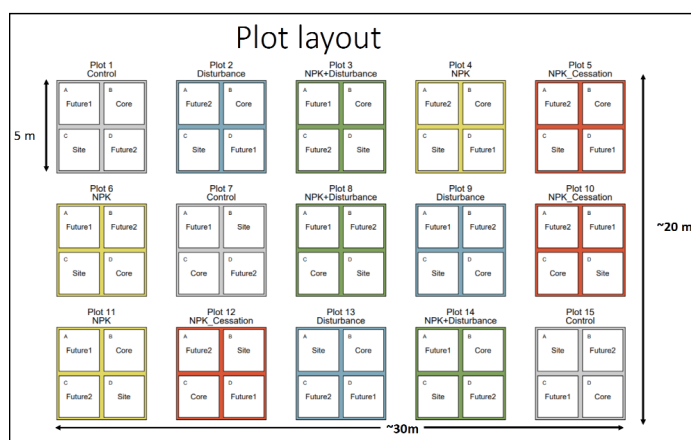 Plot layout
Plot 1
Control
Plot 2
Disturbance
Plot 3
NPK+Disturbance
Plot 4
NPK
Plot 5
NPK_Cessation
A
Future1
B
Core
C
Site
D
Future2
A
Future2
B
Core
C
Site
D
Future1
A
Future1
B
Core
C
Future2
D
Site
A
Future2
B
Core
C
Site
D
Future1
A
Future2
B
Core
C
Site
D
Future1
5 m
Plot 6
NPK
Plot 7
Control
Plot 8
NPK+Disturbance
Plot 9
Disturbance
Plot 10
NPK_Cessation
A
Future1
B
Future2
C
Site
D
Core
A
Future1
B
Site
C
Core
D
Future2
A
Future1
B
Future2
C
Core
D
Site
A
Future1
B
Future2
C
Site
D
Core
A
Future2
B
Future1
C
Core
D
Site
~20 m
Plot 11
NPK
Plot 12
NPK_Cessation
Plot 13
Disturbance
Plot 14
NPK+Disturbance
Plot 15
Control
A
Future1
B
Core
C
Future2
D
Site
A
Future2
B
Site
C
Core
D
Future1
A
Site
B
Core
C
Future2
D
Future1
A
Future1
B
Core
C
Site
D
Future2
A
Site
B
Future2
C
Core
D
Future1
~30m